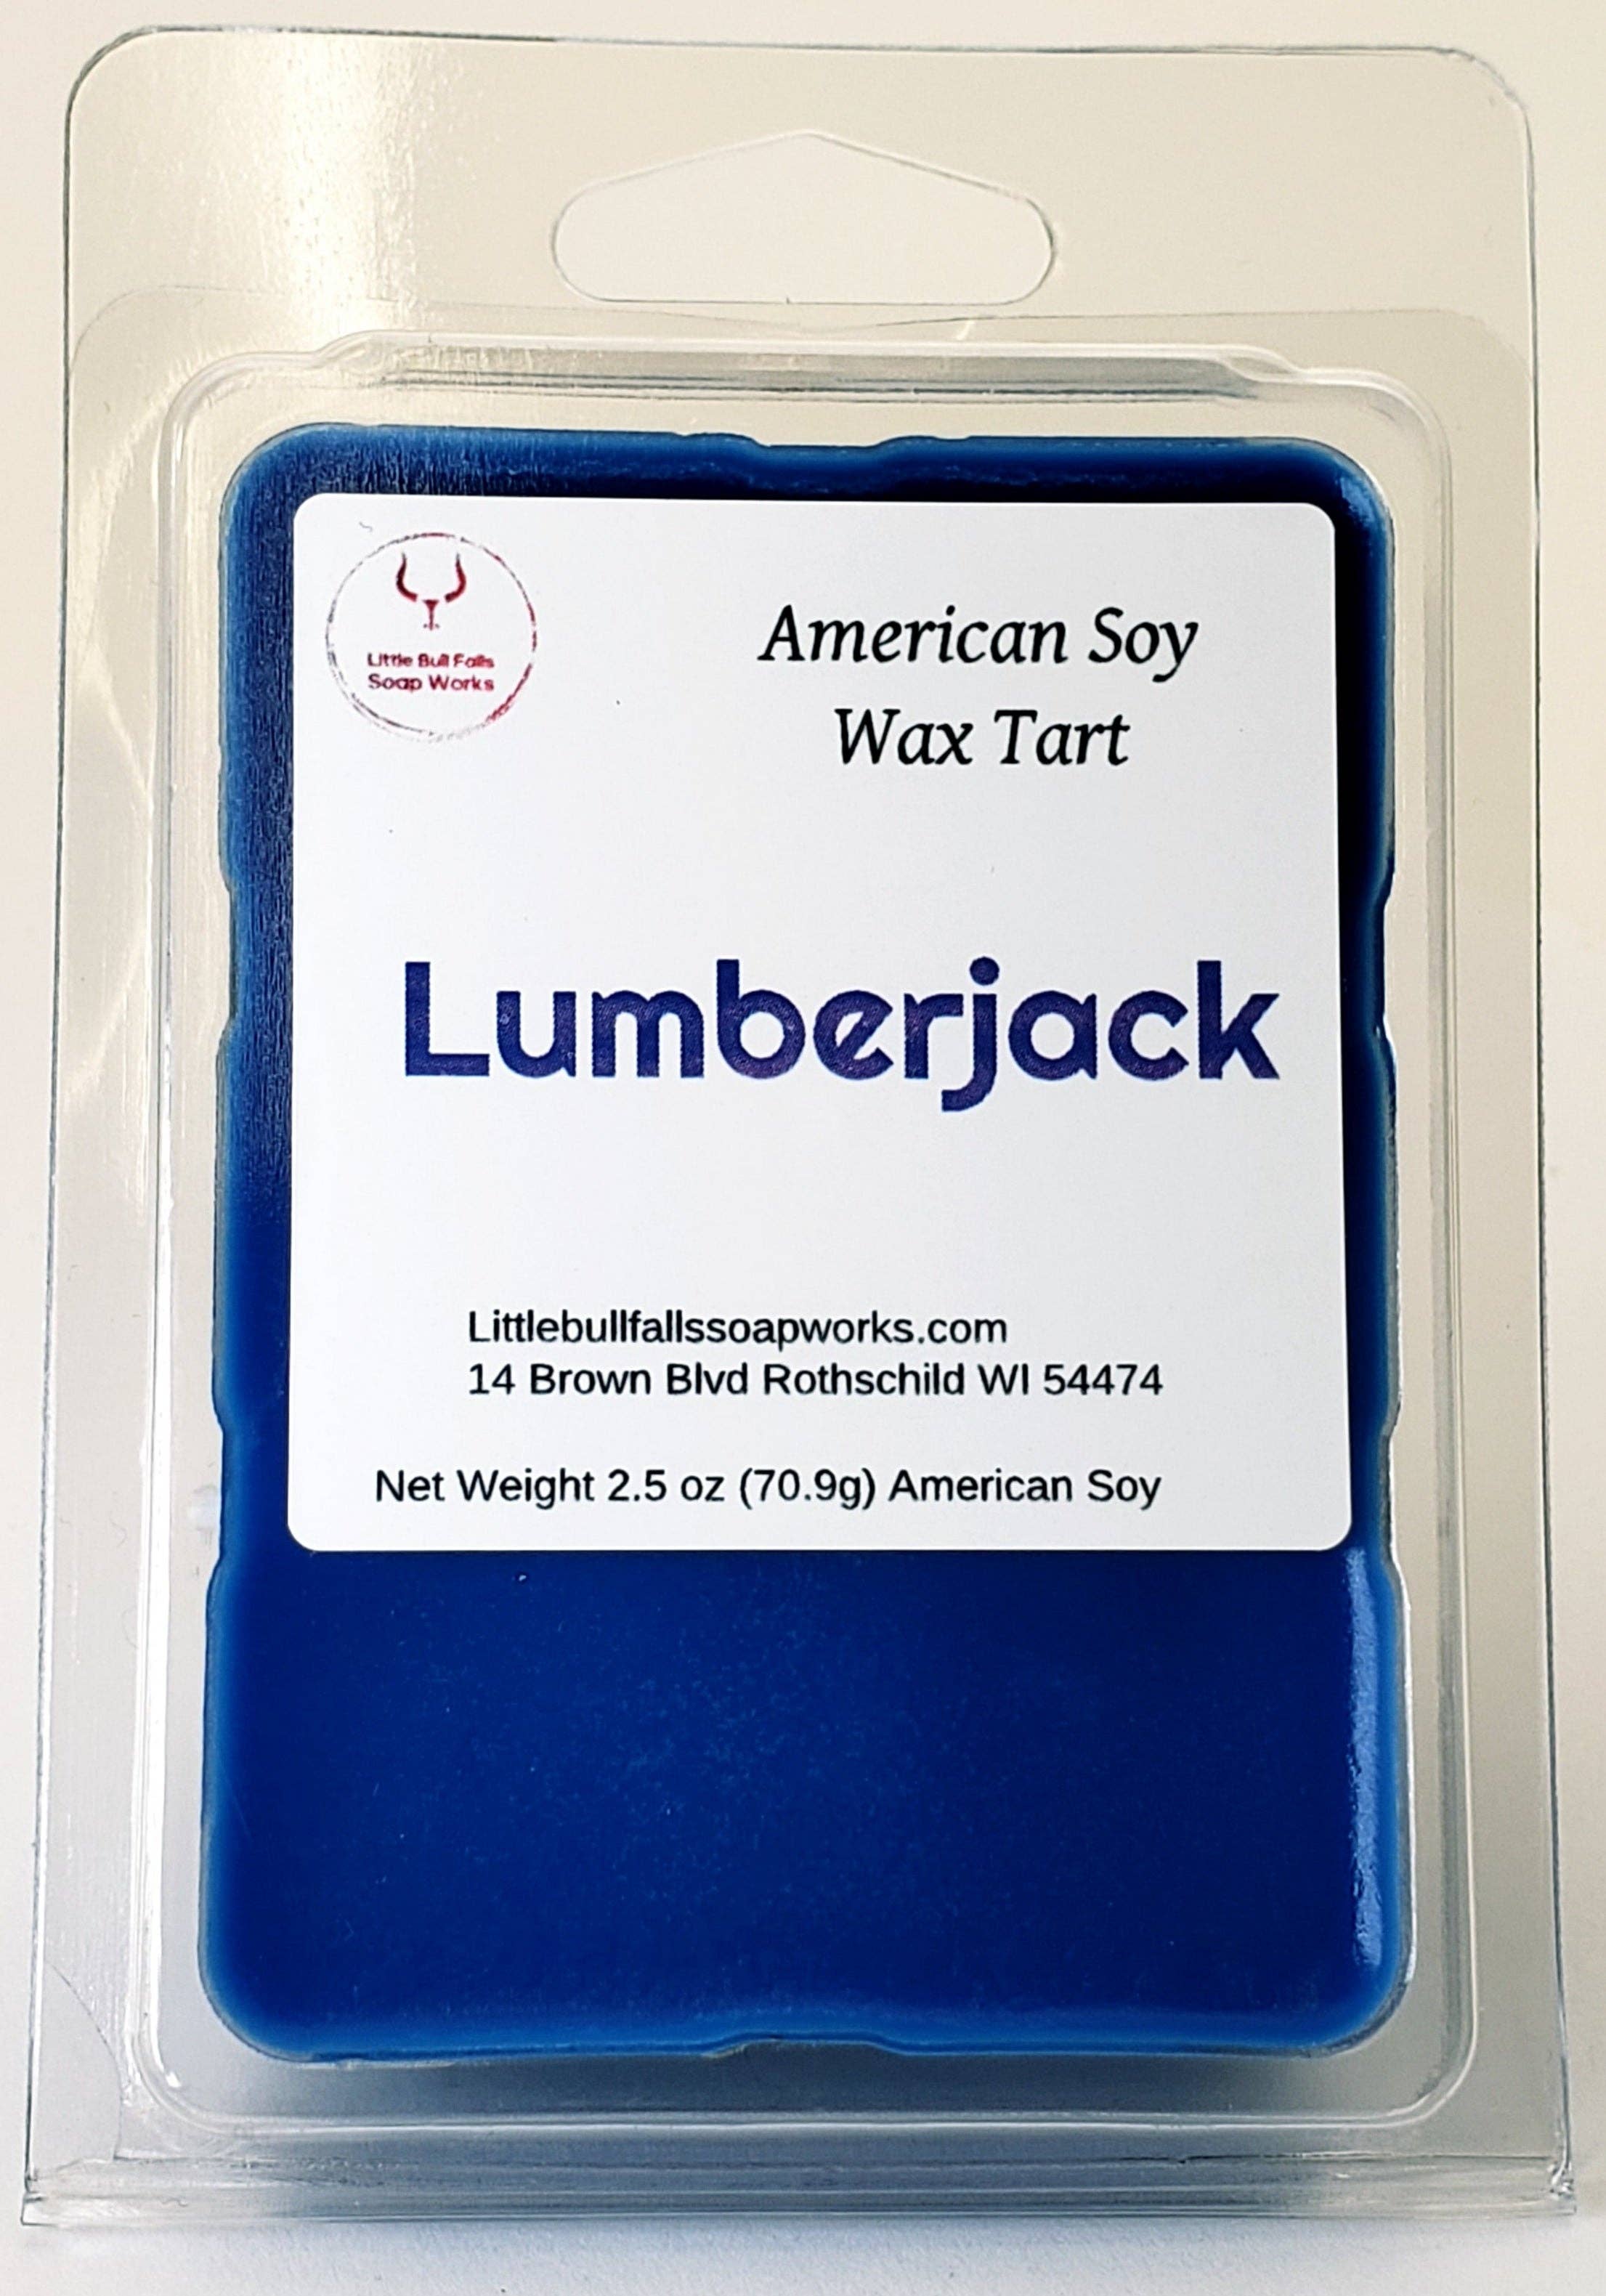 Little Bull Falls
Soap Works
American Soy
Wax Tart
Lumberjack
Littlebullfallssoapworks.com
14 Brown Blvd Rothschild WI 54474
Net Weight 2.5 oz (70.9g) American Soy